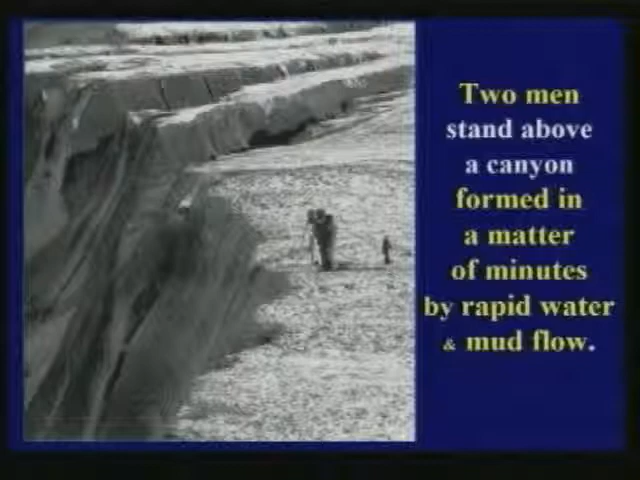 Two men
stand above
a canyon
formed in
a matter
of minutes
by rapid water
& mud flow.